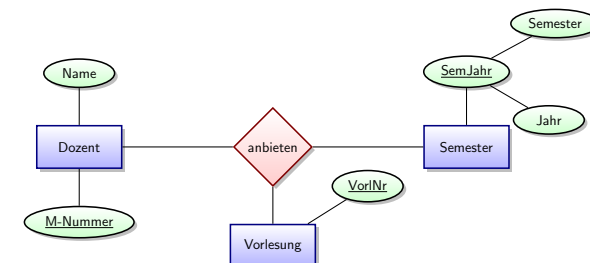 Semester
Name
SemJahr
Jahr
Dozent
anbieten
Semester
VorlNr
M-Nummer
Vorlesung